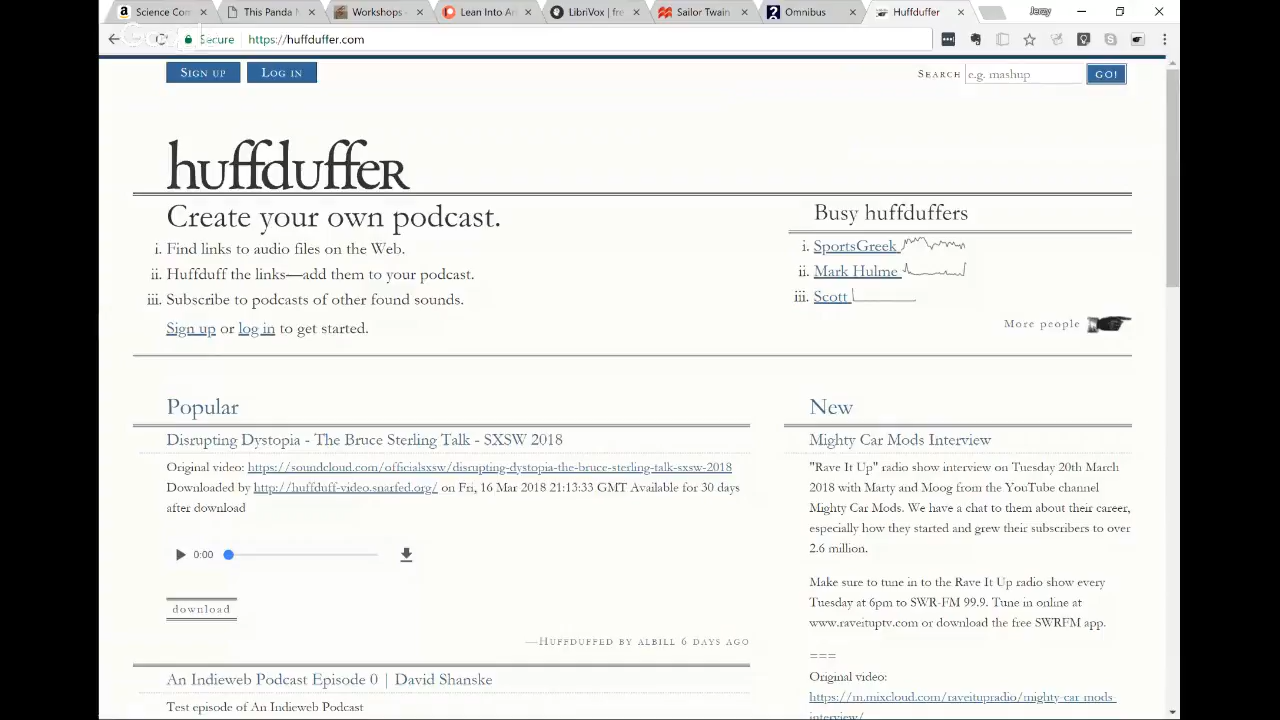 Science Com
This Panda
Workshops
Lean Into Ar
LibriVox | fre
Sailor Twain
Omnibus
Huffduffer
Jerzy
Secure
https://huffduffer.com
Sign up
Log in
Search
e.g. mashup
GO!
huffduffer
Create your own podcast.
i. Find links to audio files on the Web.
ii. Huffduff the links—add them to your podcast.
iii. Subscribe to podcasts of other found sounds.
Sign up or log in to get started.
Busy huffduffers
i. SportsGreek
ii. Mark Hulme
iii. Scott
More people
Popular
Disrupting Dystopia - The Bruce Sterling Talk - SXSW 2018
Original video: https://soundcloud.com/officialsxsw/disrupting-dystopia-the-bruce-sterling-talk-sxsw-2018
Downloaded by http://huffduff-video.snarfed.org/ on Fri, 16 Mar 2018 21:13:33 GMT Available for 30 days
after download
0:00
download
—Huffduffed by albill 6 days ago
An Indieweb Podcast Episode 0 | David Shanske
Test episode of An Indieweb Podcast
New
Mighty Car Mods Interview
"Rave It Up" radio show interview on Tuesday 20th March
2018 with Marty and Moog from the YouTube channel
Mighty Car Mods. We have a chat to them about their career,
especially how they started and grew their subscribers to over
2.6 million.
Make sure to tune in to the Rave It Up radio show every
Tuesday at 6pm to SWR-FM 99.9. Tune in online at
www.raveituptv.com or download the free SWRFM app.
===
Original video:
https://m.mixcloud.com/raveitupradio/mighty-car-mods-
interview/